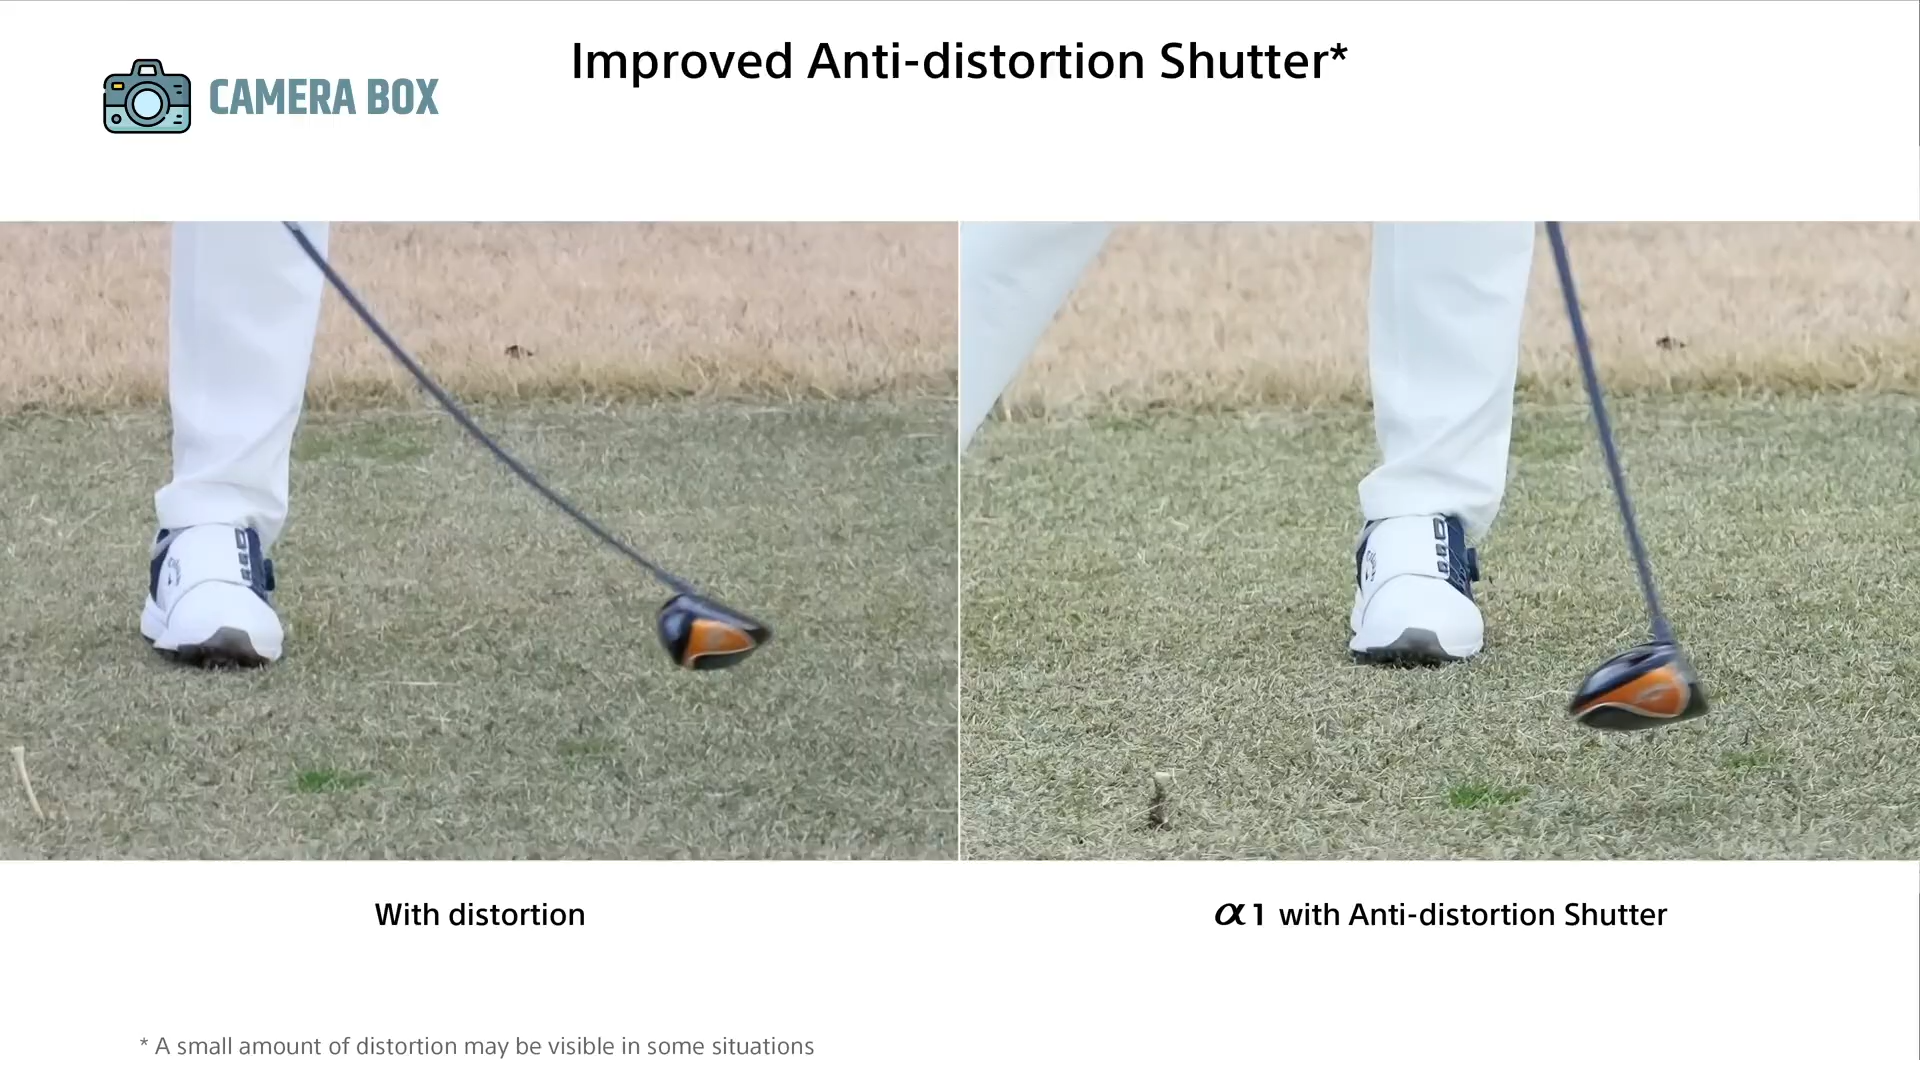 Improved Anti-distortion Shutter*
CAMERA BOX
With distortion
α1 with Anti-distortion Shutter
* A small amount of distortion may be visible in some situations